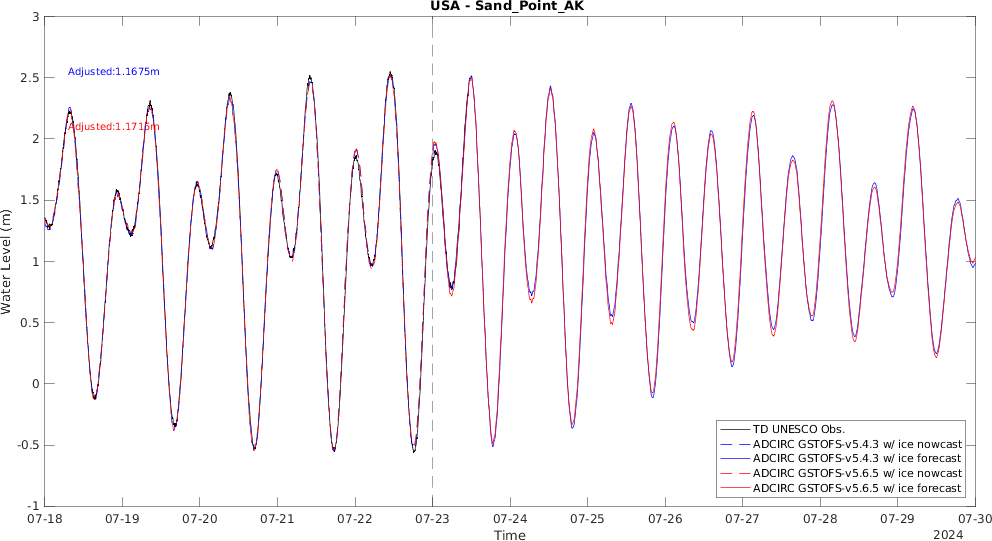 USA - Sand_Point_AK
3
2.5
2
1.5
1
0.5
0
-0.5
-1
Water Level (m)
Adjusted:1.1675m
Adjusted:1.1715m
TD UNESCO Obs.
ADCIRC GSTOFS-v5.4.3 w/ ice nowcast
ADCIRC GSTOFS-v5.4.3 w/ ice forecast
ADCIRC GSTOFS-v5.6.5 w/ ice nowcast
ADCIRC GSTOFS-v5.6.5 w/ ice forecast
07-18 07-19 07-20 07-21 07-22 07-23 07-24 07-25 07-26 07-27 07-28 07-29 07-30
Time
2024